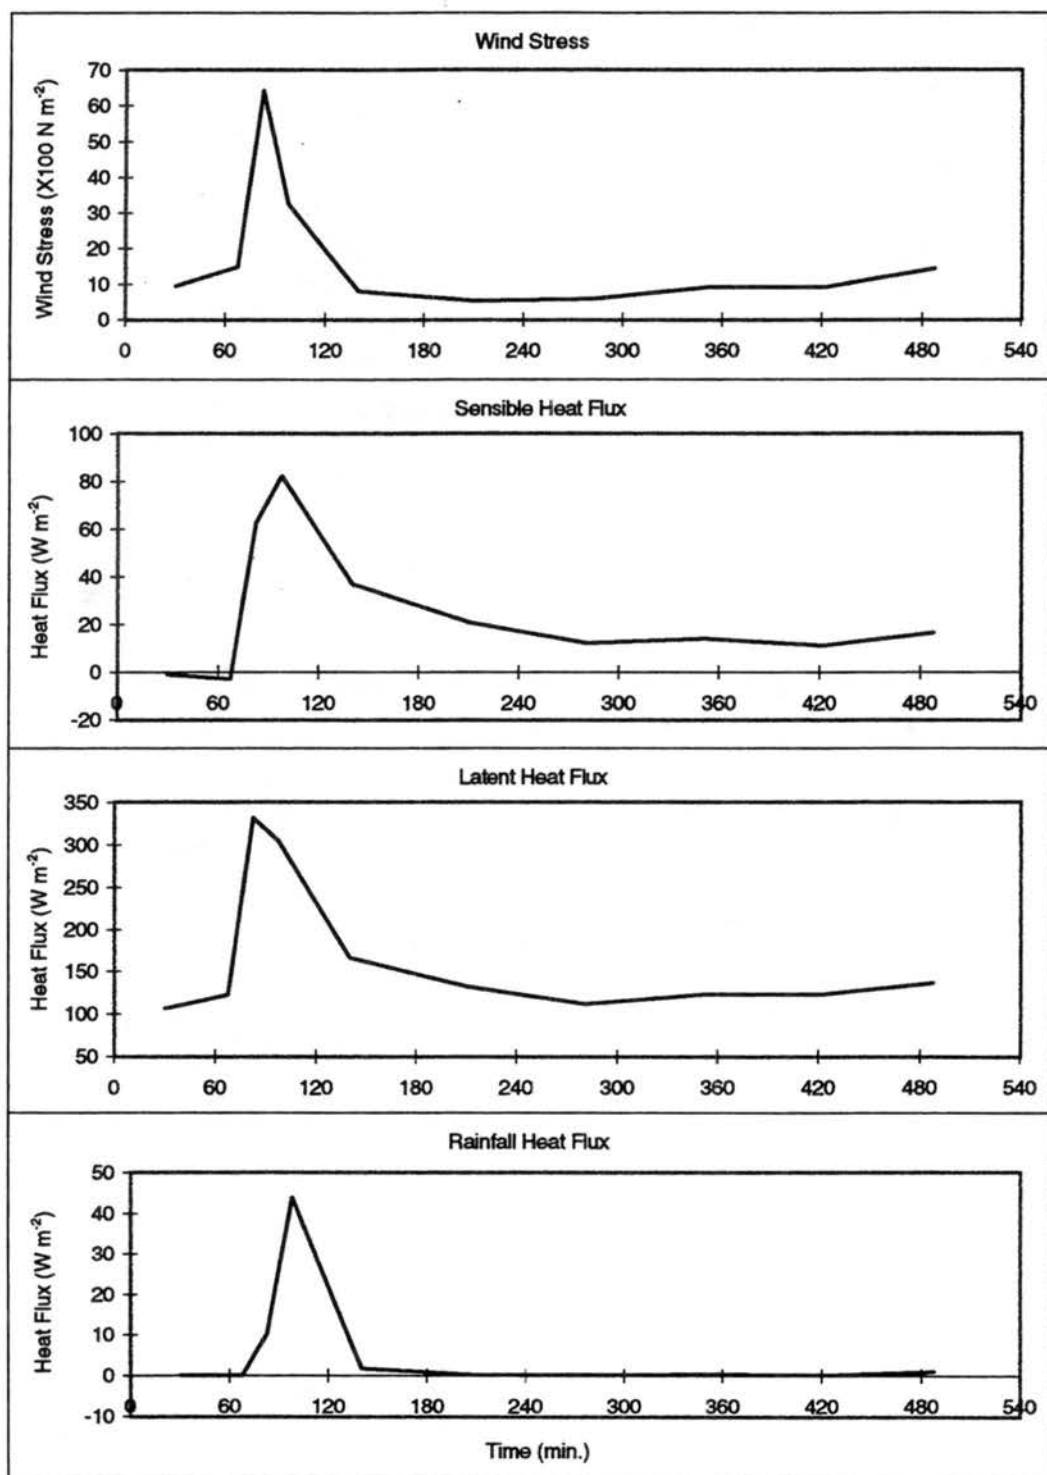 Wind Stress
Wind Stress (X100 N m-2)
70
60
50
40
30
20
10
0
0 60 120 180 240 300 360 420 480 540
Sensible Heat Flux
Heat Flux (W m-2)
100
80
60
40
20
0
-20
0 60 120 180 240 300 360 420 480 540
Latent Heat Flux
Heat Flux (W m-2)
350
300
250
200
150
100
50
0 60 120 180 240 300 360 420 480 540
Rainfall Heat Flux
Heat Flux (W m-2)
50
40
30
20
10
0
-10
0 60 120 180 240 300 360 420 480 540
Time (min.)